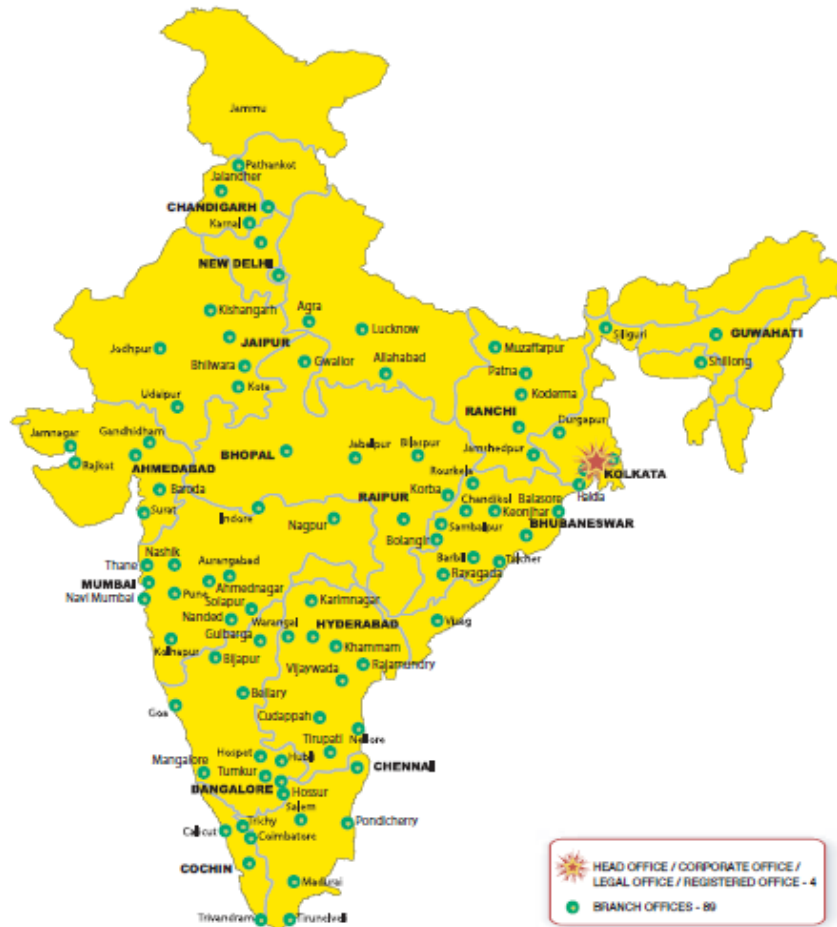 Jammu
Pathankot
Jalandher
CHANDIGARH
Karnal
NEW DELHI
Kishangarh
Agra
Lucknow
JAIPUR
Jodhpur
Gwalior
Bhilwara
Allahabad
Kote
Udaipur
Muzaffarpur
Patna
Koderma
RANCHI
Durgapur
Jamshedpur
Siliguri
GUWAHATI
Shillong
Jamnagar
Gandhidham
Rajkot
AHMEDABAD
BHOPAL
Jabalpur
Bijarpur
Rourkela
KOLKATA
Halda
Baroda
RAIPUR
Korba
Chandikol
Balasore
Keonjhar
Surat
Indore
Nagpur
Sambalpur
BHUBANESWAR
Bolangir
Nashik
Thane
Aurangabad
Barbil
Talcher
MUMBAI
Ahmednagar
Rayagada
Navi Mumbai
Pune
Solapur
Karimnagar
Nanded
Warangal
HYDERABAD
Vizag
Gulbarga
Kolhapur
Khammam
Bijapur
Vijaywada
Rajamundry
Bellary
Goa
Cudappah
Tirupati
Nellore
Hospet
Hubli
Mangalore
Tumkur
CHENNAI
BANGALORE
Hossur
Salem
Calicut
Trichy
Coimbatore
Pondicherry
COCHIN
Madurai
Trivandram
Tirunelveli
HEAD OFFICE / CORPORATE OFFICE /
LEGAL OFFICE / REGISTERED OFFICE - 4
BRANCH OFFICES - 89